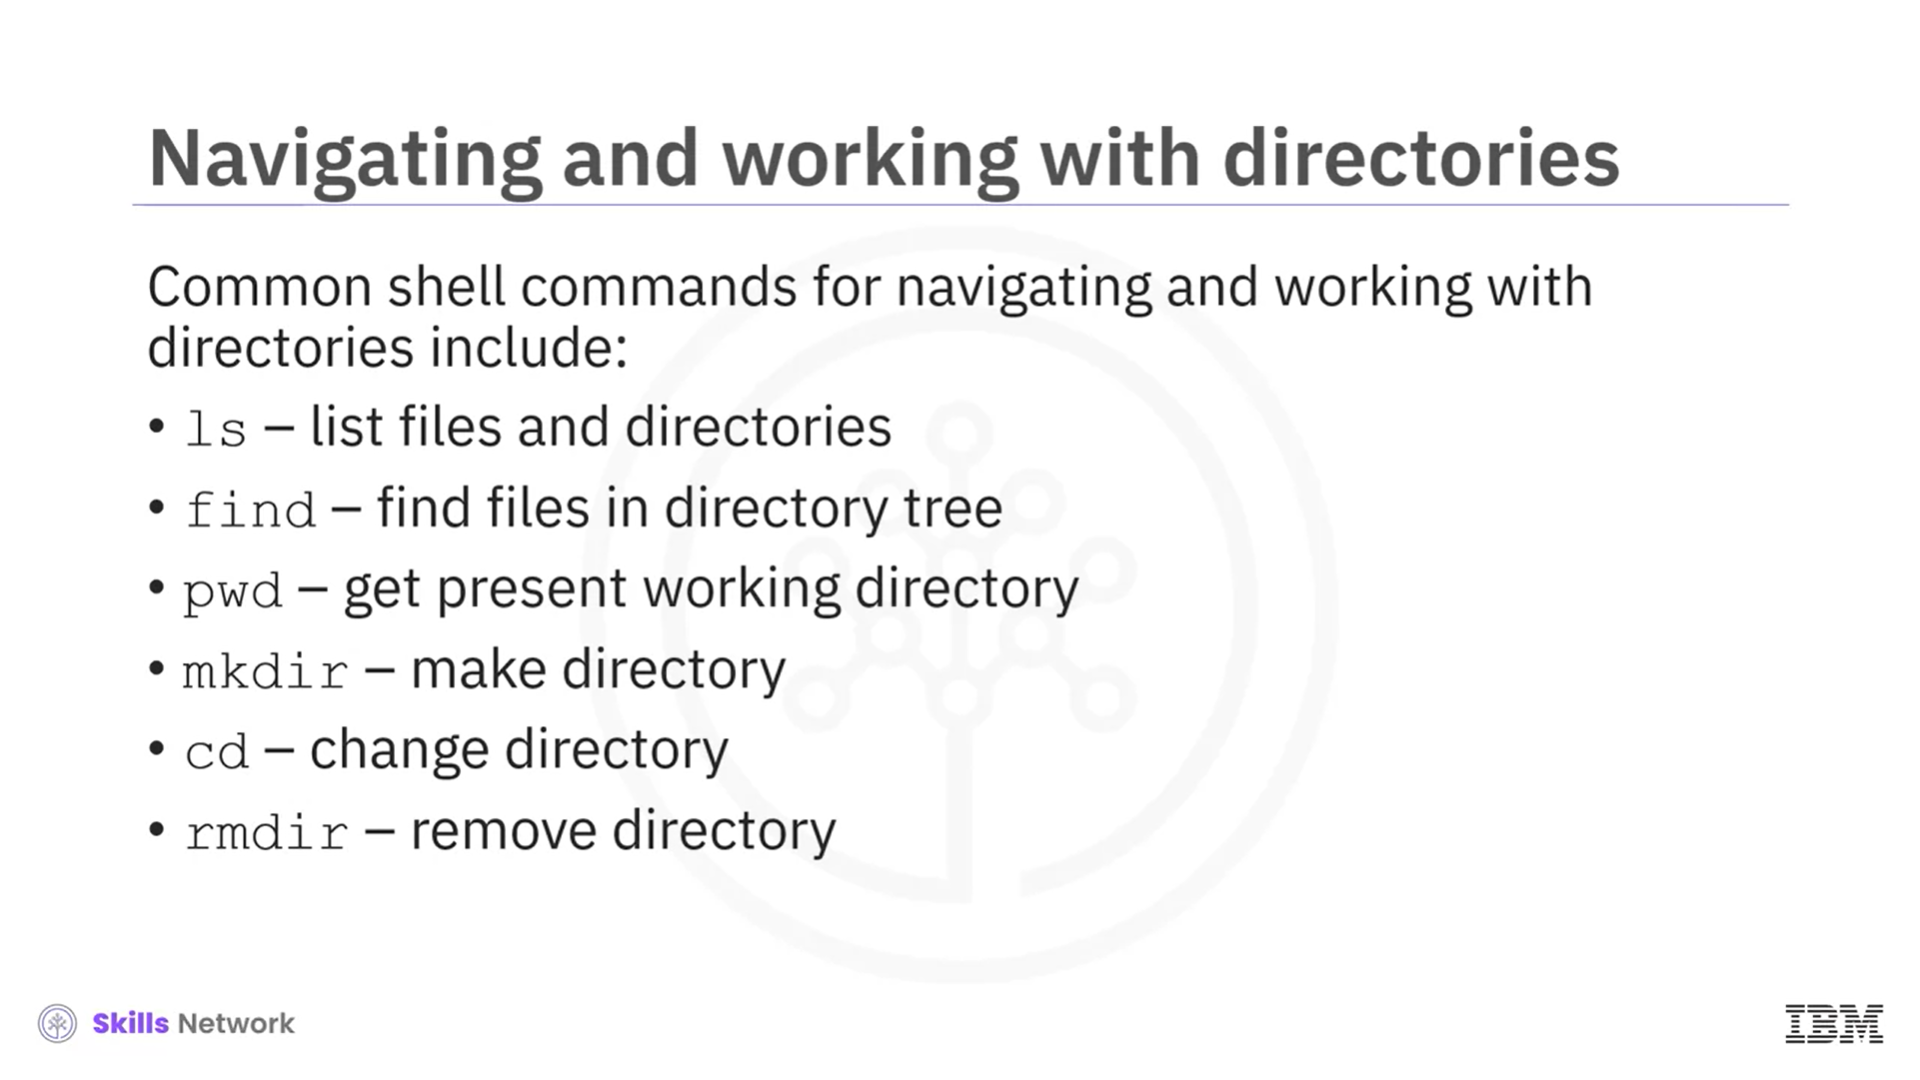 Navigating and working with directories
Common shell commands for navigating and working with
directories include:
• ls – list files and directories
• find – find files in directory tree
• pwd – get present working directory
• mkdir – make directory
• cd – change directory
• rmdir – remove directory
Skills Network
IBM